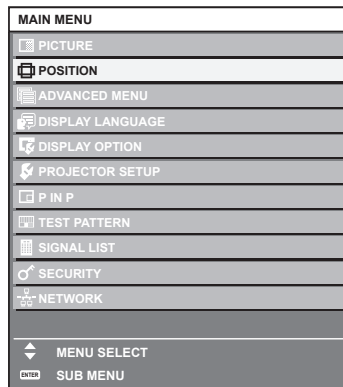 MAIN MENU
PICTURE
POSITION
ADVANCED MENU
DISPLAY LANGUAGE
DISPLAY OPTION
PROJECTOR SETUP
P IN P
TEST PATTERN
SIGNAL LIST
SECURITY
NETWORK
MENU SELECT
ENTER SUB MENU